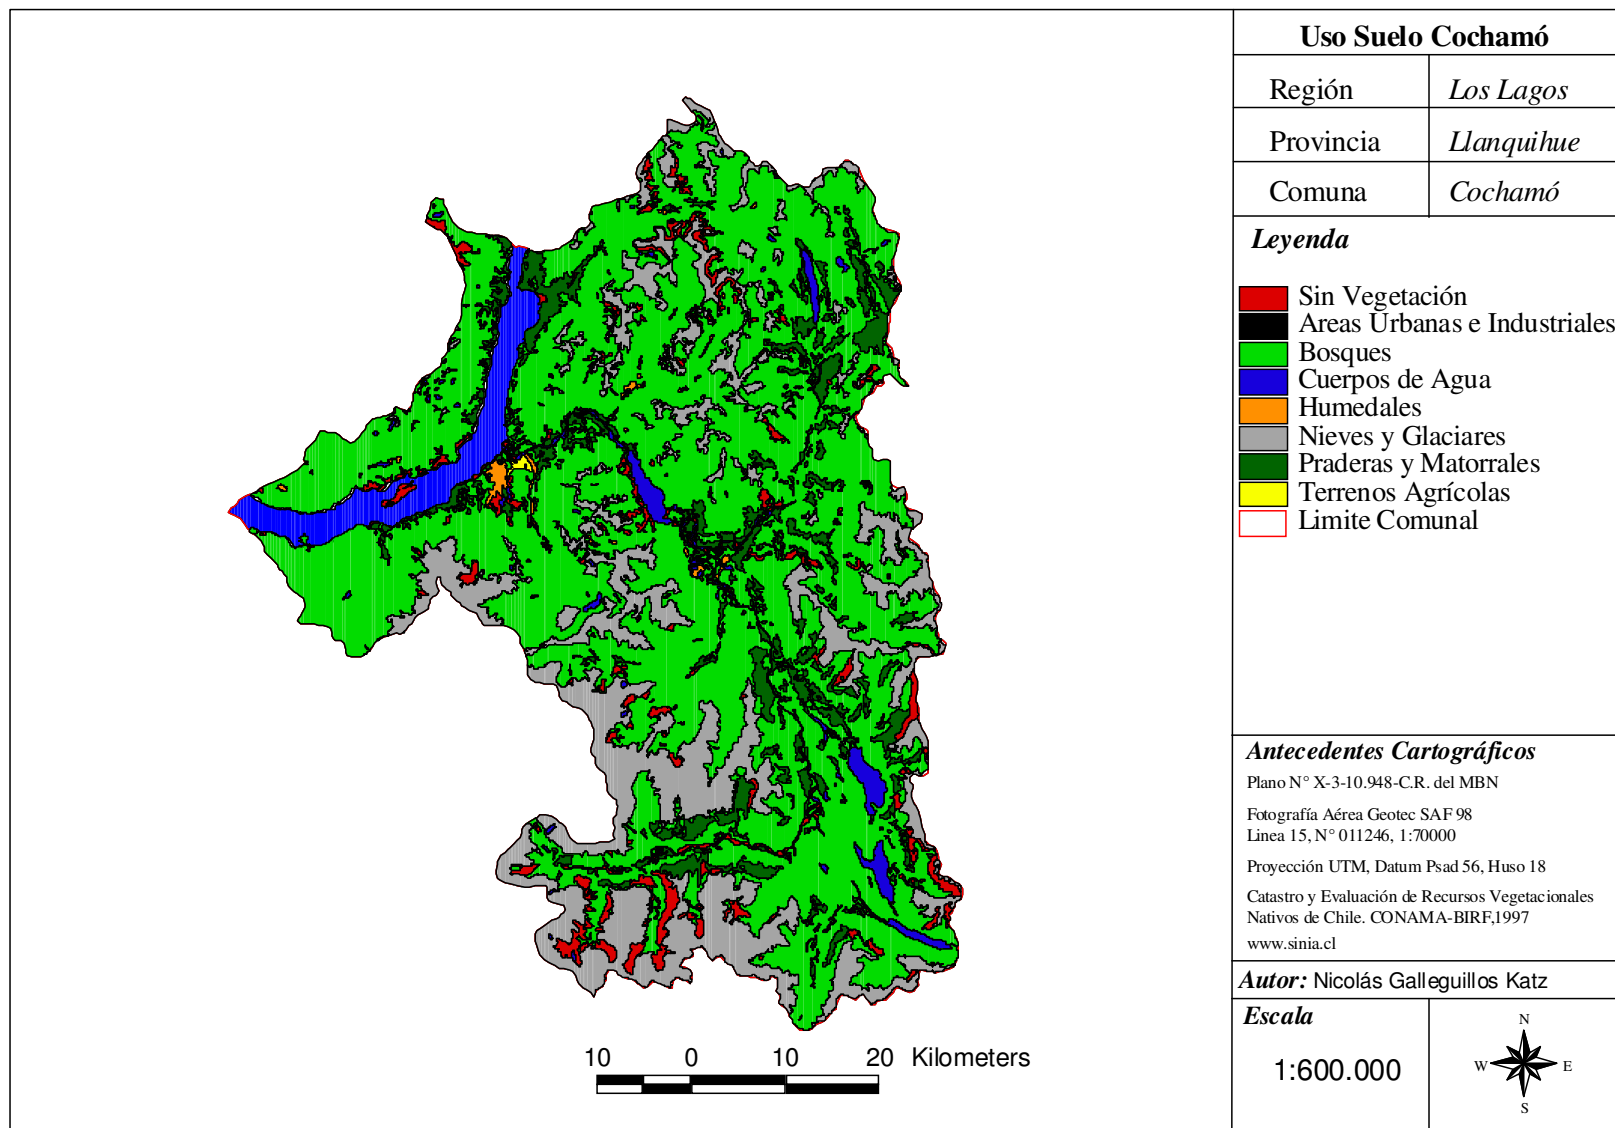 Uso Suelo Cochamó
Región Los Lagos
Provincia Llanquihue
Comuna Cochamó
Leyenda
Sin Vegetación
Areas Urbanas e Industriales
Bosques
Cuerpos de Agua
Humedales
Nieves y Glaciares
Praderas y Matorrales
Terrenos Agrícolas
Limite Comunal
Antecedentes Cartográficos
Plano N° X-3-10.948-C.R. del MBN
Fotografía Aérea Geotec SAF 98
Linea 15, N° 011246, 1:70000
Proyección UTM, Datum Psad 56, Huso 18
Catastro y Evaluación de Recursos Vegetacionales
Nativos de Chile. CONAMA-BIRF,1997
www.sinia.cl
Autor: Nicolás Galleguillos Katz
Escala
1:600.000
N
W E
S
10 0 10 20 Kilometers